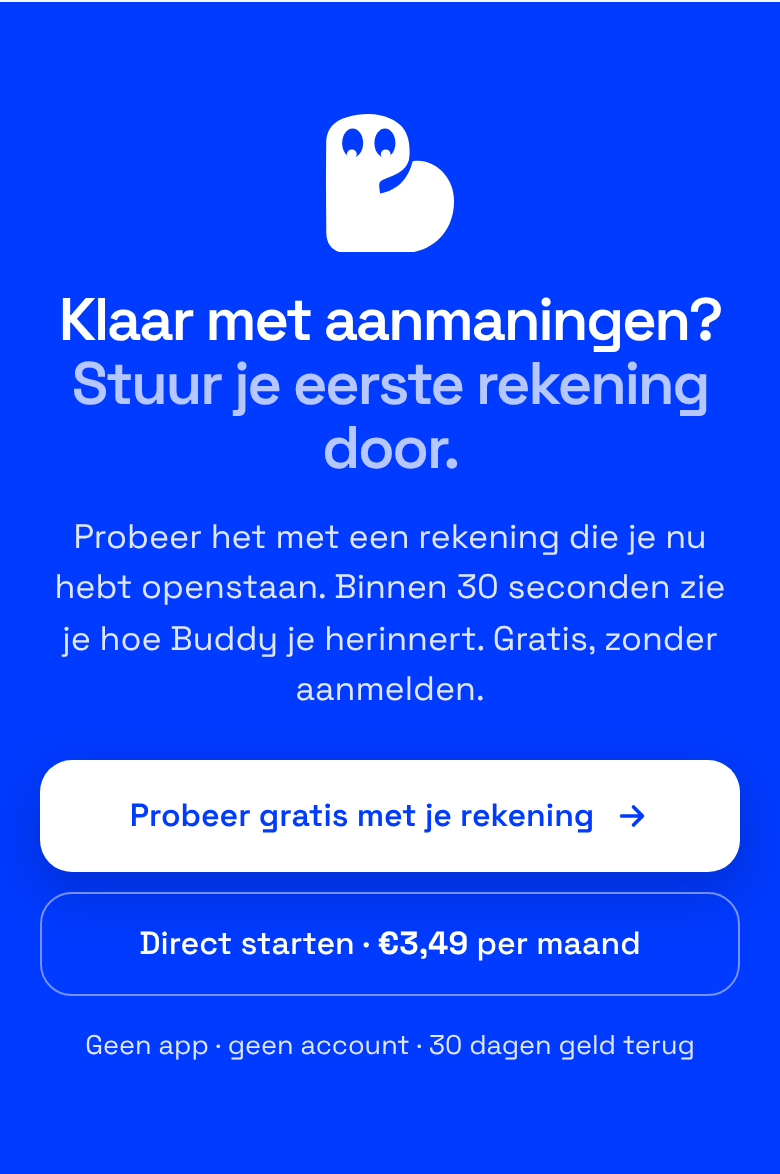 Klaar met aanmaningen?
Stuur je eerste rekening
door.
Probeer het met een rekening die je nu
hebt openstaan. Binnen 30 seconden zie
je hoe Buddy je herinnert. Gratis, zonder
aanmelden.
Probeer gratis met je rekening →
Direct starten · €3,49 per maand
Geen app · geen account · 30 dagen geld terug